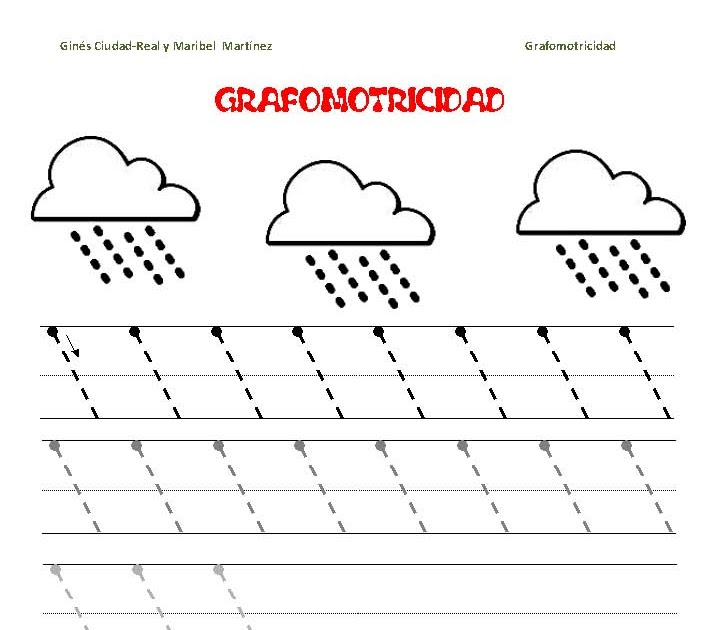 Ginés Ciudad-Real y Maribel Martínez
Grafomotricidad
GRAFOMOTRICIDAD